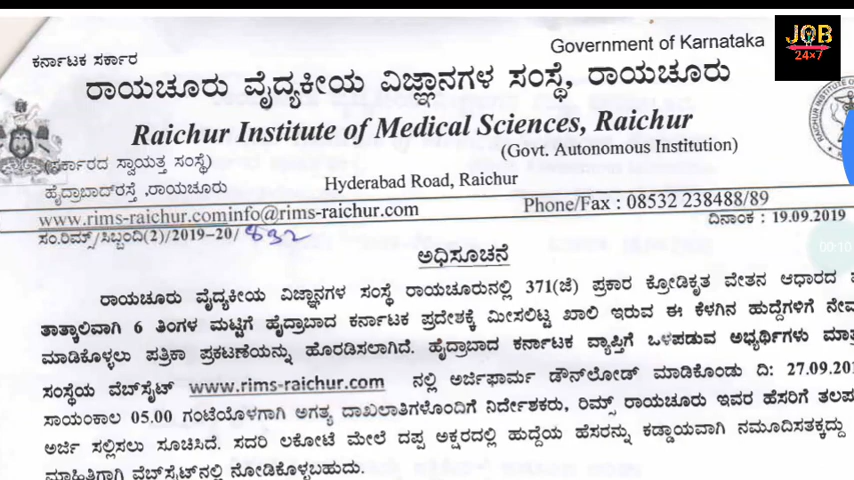 JOB
24×7
Government of Karnataka
ಕರ್ನಾಟಕ ಸರ್ಕಾರ
ರಾಯಚೂರು ವೈದ್ಯಕೀಯ ವಿಜ್ಞಾನಗಳ ಸಂಸ್ಥೆ, ರಾಯಚೂರು
Raichur Institute of Medical Sciences, Raichur
(ಸರ್ಕಾರದ ಸ್ವಾಯತ್ತ ಸಂಸ್ಥೆ)
(Govt. Autonomous Institution)
ಹೈದ್ರಾಬಾದ್‌ರಸ್ತೆ ,ರಾಯಚೂರು
Hyderabad Road, Raichur
www.rims-raichur.cominfo@rims-raichur.com
Phone/Fax : 08532 238488/89
ಸಂ.ರಿಮ್ಸ್/ಸಿಬ್ಬಂದಿ(2)/2019-20/ 832
ದಿನಾಂಕ : 19.09.2019
00:10
ಅಧಿಸೂಚನೆ
ರಾಯಚೂರು ವೈದ್ಯಕೀಯ ವಿಜ್ಞಾನಗಳ ಸಂಸ್ಥೆ ರಾಯಚೂರುನಲ್ಲಿ 371(ಜೆ) ಪ್ರಕಾರ ಕ್ರೋಡಿಕೃತ ವೇತನ ಆಧಾರದ
ತಾತ್ಕಾಲಿವಾಗಿ 6 ತಿಂಗಳ ಮಟ್ಟಿಗೆ ಹೈದ್ರಾಬಾದ ಕರ್ನಾಟಕ ಪ್ರದೇಶಕ್ಕೆ ಮೀಸಲಿಟ್ಟ ಖಾಲಿ ಇರುವ ಈ ಕೆಳಗಿನ ಹುದ್ದೆಗಳಿಗೆ ನೇಮ
ಮಾಡಿಕೊಳ್ಳಲು ಪತ್ರಿಕಾ ಪ್ರಕಟಣೆಯನ್ನು ಹೊರಡಿಸಲಾಗಿದೆ. ಹೈದ್ರಾಬಾದ ಕರ್ನಾಟಕ ವ್ಯಾಪ್ತಿಗೆ ಒಳಪಡುವ ಅಭ್ಯರ್ಥಿಗಳು ಮಾತ್ರ
ಸಂಸ್ಥೆಯ ವೆಬ್‌ಸೈಟ್ www.rims-raichur.com ನಲ್ಲಿ ಅರ್ಜಿಫಾರ್ಮ ಡೌನ್‌ಲೋಡ್ ಮಾಡಿಕೊಂಡು ದಿ: 27.09.201
ಸಾಯಂಕಾಲ 05.00 ಗಂಟೆಯೊಳಗಾಗಿ ಅಗತ್ಯ ದಾಖಲಾತಿಗಳೊಂದಿಗೆ ನಿರ್ದೇಶಕರು, ರಿಮ್ಸ್ ರಾಯಚೂರು ಇವರ ಹೆಸರಿಗೆ ತಲಪ
ಅರ್ಜಿ ಸಲ್ಲಿಸಲು ಸೂಚಿಸಿದೆ. ಸದರಿ ಲಕೋಟೆ ಮೇಲೆ ದಪ್ಪ ಅಕ್ಷರದಲ್ಲಿ ಹುದ್ದೆಯ ಹೆಸರನ್ನು ಕಡ್ಡಾಯವಾಗಿ ನಮೂದಿಸತಕ್ಕದ್ದು
ಮಾಹಿತಿಗಾಗಿ ವೆಬ್‌ಸೈಟ್‌ನಲ್ಲಿ ನೋಡಿಕೊಳ್ಳಬಹುದು.